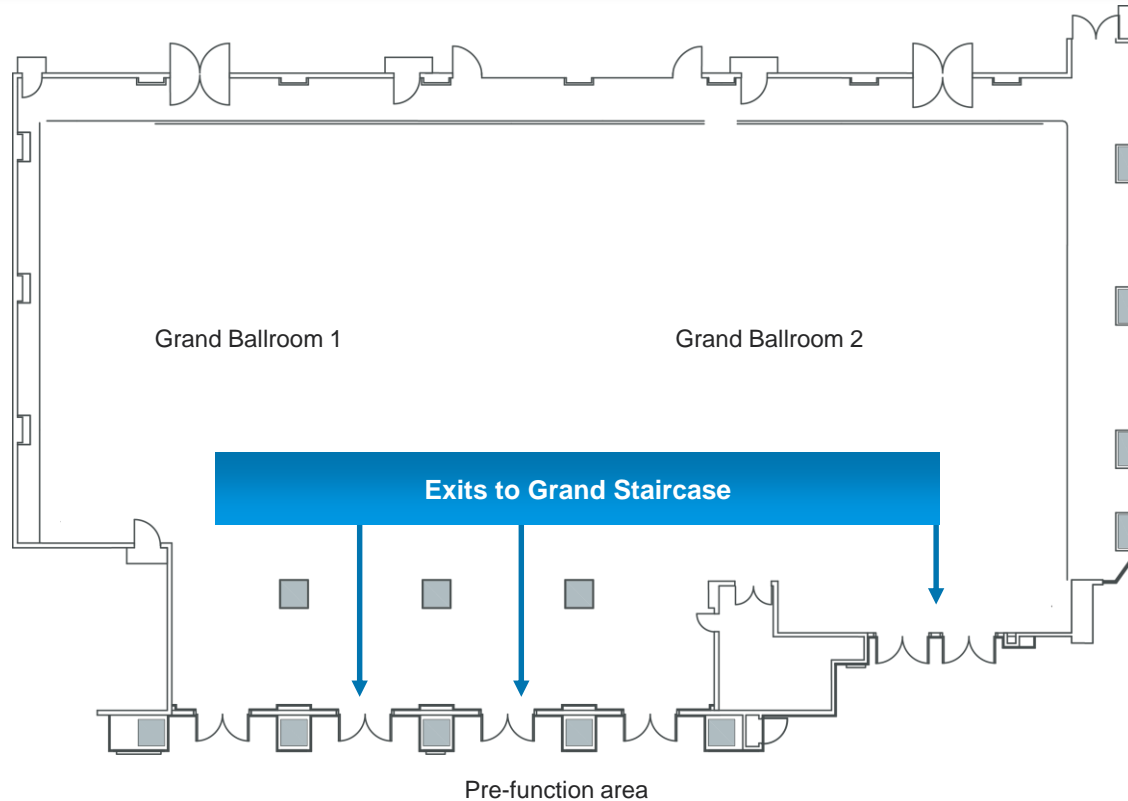 Grand Ballroom 1
Grand Ballroom 2
Exits to Grand Staircase
Pre-function area